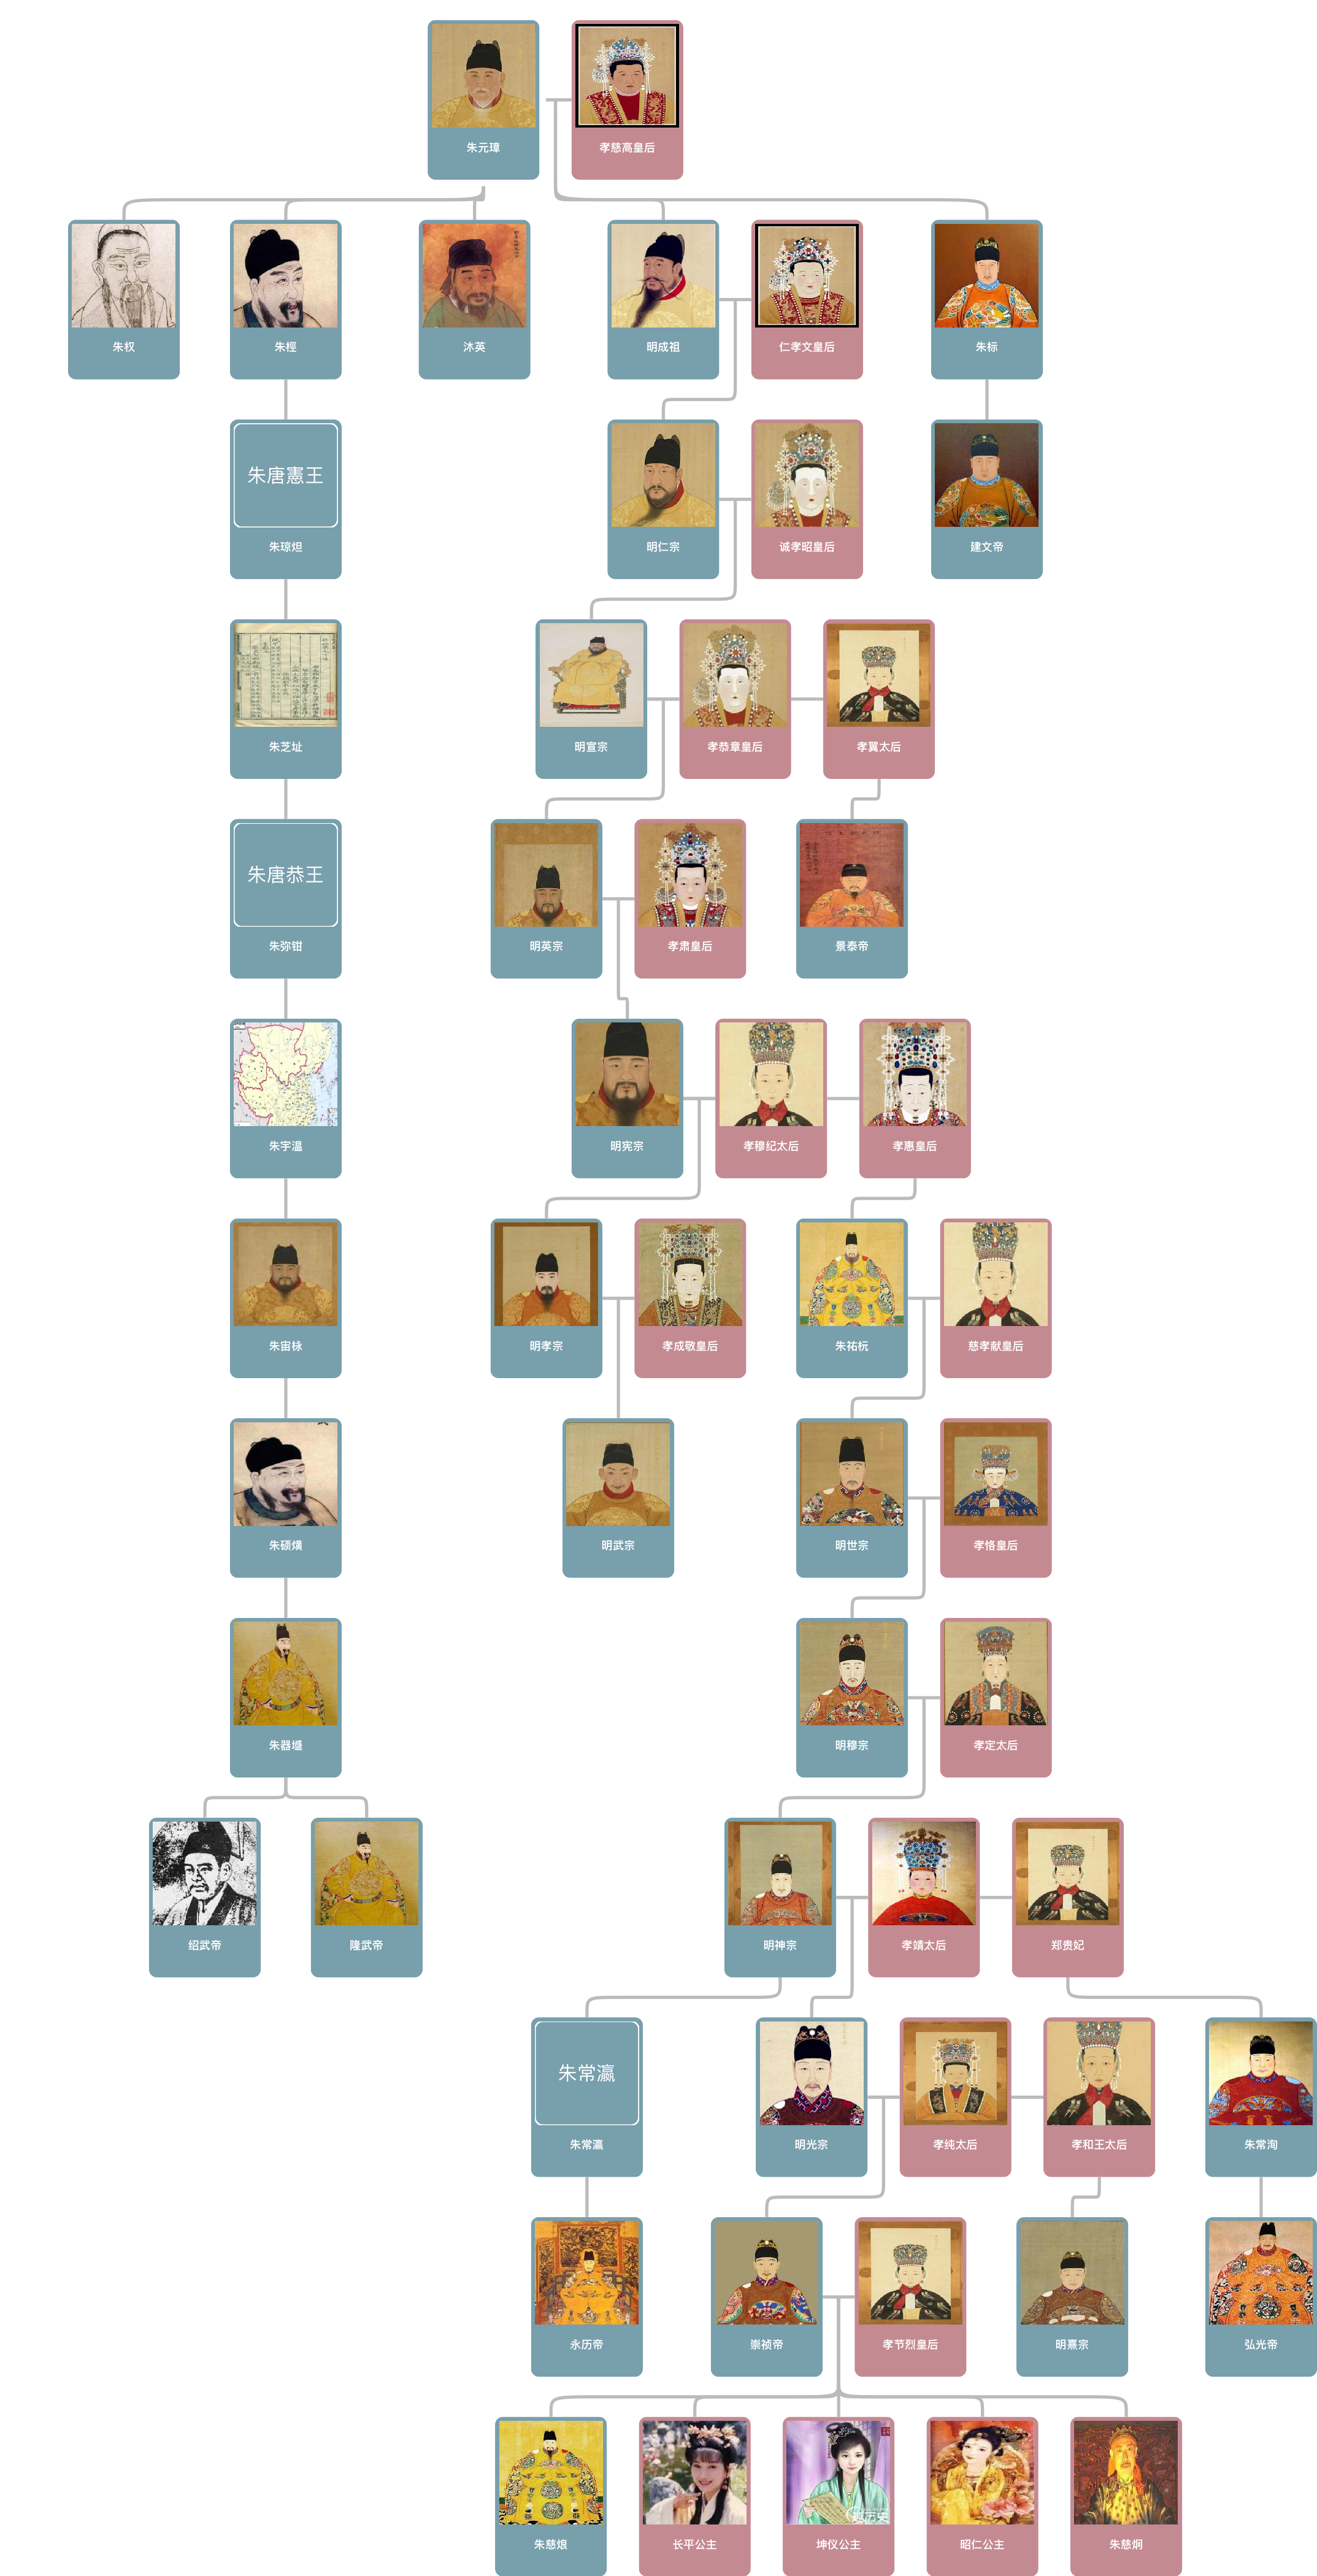 朱元璋
孝慈高皇后
朱权
朱桱
沐英
明成祖
仁孝文皇后
朱标
朱唐憲王
朱琼炟
明仁宗
诚孝昭皇后
建文帝
朱芝址
明宣宗
孝恭章皇后
孝翼太后
朱唐恭王
朱弥钳
明英宗
孝肃皇后
景泰帝
朱宇温
明宪宗
孝穆纪太后
孝惠皇后
朱宙栐
明孝宗
孝成敬皇后
朱祐杬
慈孝献皇后
朱硕熿
明武宗
明世宗
孝恪皇后
朱器墭
明穆宗
孝定太后
绍武帝
隆武帝
明神宗
孝靖太后
郑贵妃
朱常瀛
朱常瀛
明光宗
孝纯太后
孝和王太后
朱常洵
永历帝
崇祯帝
孝节烈皇后
明熹宗
弘光帝
朱慈烺
长平公主
坤仪公主
昭仁公主
朱慈炯